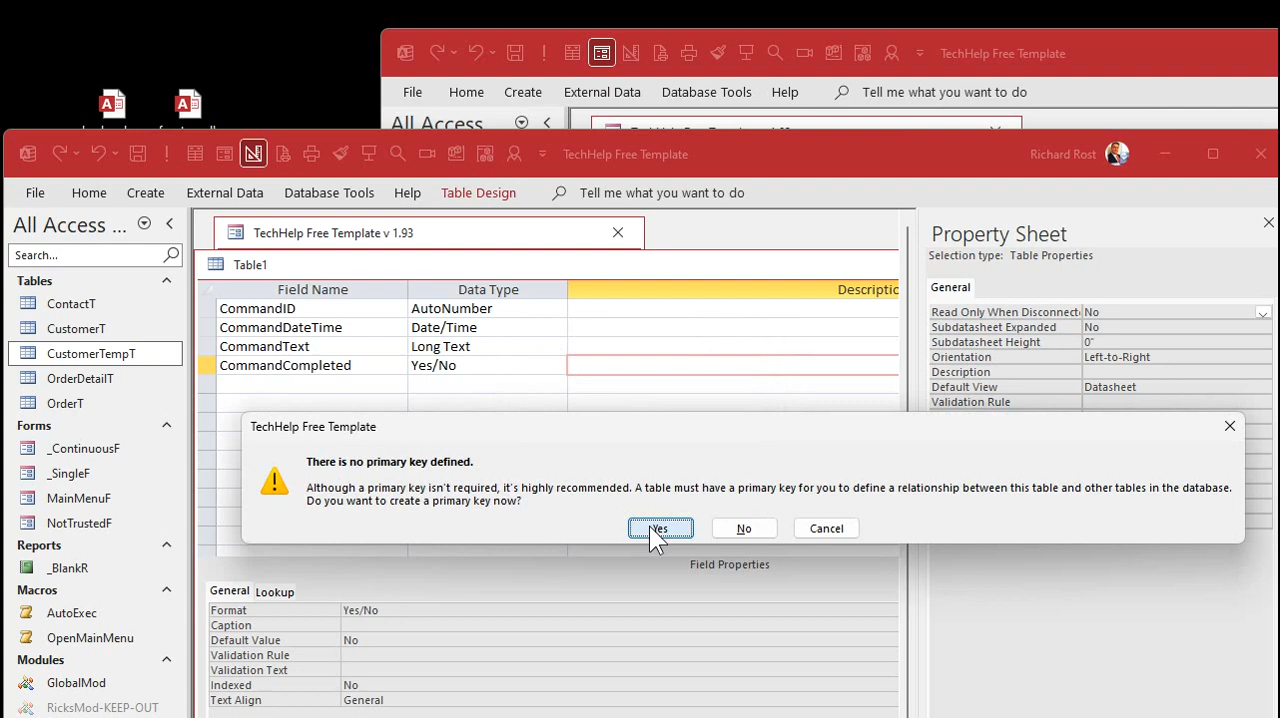 TechHelp Free Template
File Home Create External Data Database Tools Help Tell me what you want to do
All Access
TechHelp Free Template
Richard Rost
File Home Create External Data Database Tools Help Table Design Tell me what you want to do
All Access ...
Search...
Tables
ContactT
CustomerT
CustomerTempT
OrderDetailT
OrderT
Forms
_ContinuousF
_SingleF
MainMenuF
NotTrustedF
Reports
_BlankR
Macros
AutoExec
OpenMainMenu
Modules
GlobalMod
RicksMod-KEEP-OUT
TechHelp Free Template v 1.93
Table1
Field Name Data Type Descriptio
CommandID AutoNumber
CommandDateTime Date/Time
CommandText Long Text
CommandCompleted Yes/No
TechHelp Free Template
There is no primary key defined.
Although a primary key isn't required, it's highly recommended. A table must have a primary key for you to define a relationship between this table and other tables in the database.
Do you want to create a primary key now?
Yes No Cancel
Field Properties
General Lookup
Format Yes/No
Caption
Default Value No
Validation Rule
Validation Text
Indexed No
Text Align General
Property Sheet
Selection type: Table Properties
General
Read Only When Disconnect No
Subdatasheet Expanded No
Subdatasheet Height 0"
Orientation Left-to-Right
Description
Default View Datasheet
Validation Rule